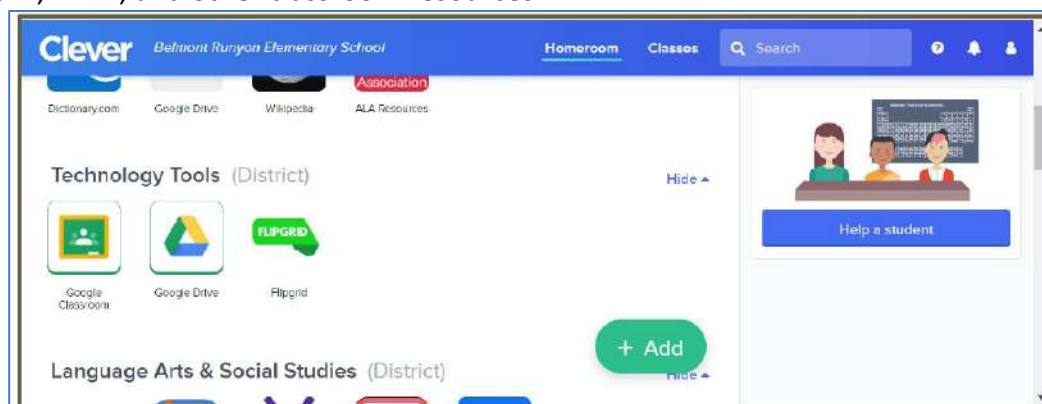 Clever Belmont Runyon Elementary School Homeroom Classes Search
Association
Dictionary.com Google Drive Wikipedia ALA Resources
Technology Tools (District) Hide
FLIPGRID
Google Classroom Google Drive Flipgrid
Help a student
+ Add
Language Arts & Social Studies (District) Hide